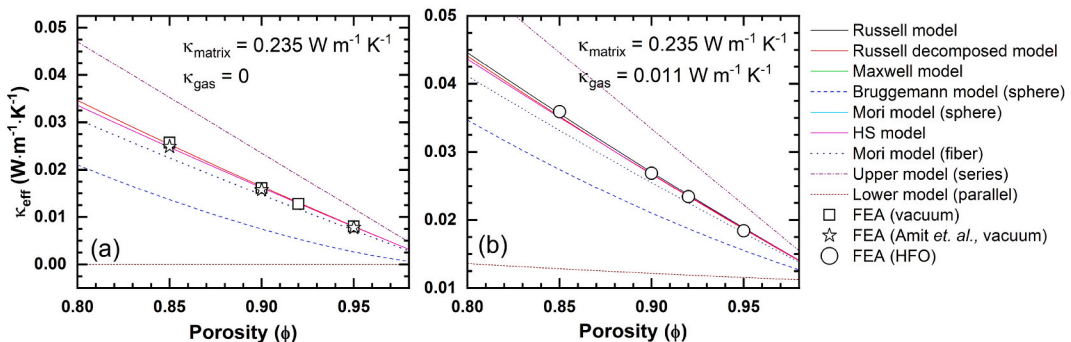 κmatrix = 0.235 W m⁻¹ K⁻¹
κgas = 0
0.05
0.04
0.03
0.02
0.01
0.00
κeff (W·m⁻¹·K⁻¹)
(a)
0.80 0.85 0.90 0.95
Porosity (ϕ)
κmatrix = 0.235 W m⁻¹ K⁻¹
κgas = 0.011 W m⁻¹ K⁻¹
0.05
0.04
0.03
0.02
0.01
(b)
0.80 0.85 0.90 0.95
Porosity (ϕ)
Russell model
Russell decomposed model
Maxwell model
Bruggemann model (sphere)
Mori model (sphere)
HS model
Mori model (fiber)
Upper model (series)
Lower model (parallel)
FEA (vacuum)
FEA (Amit et. al., vacuum)
FEA (HFO)